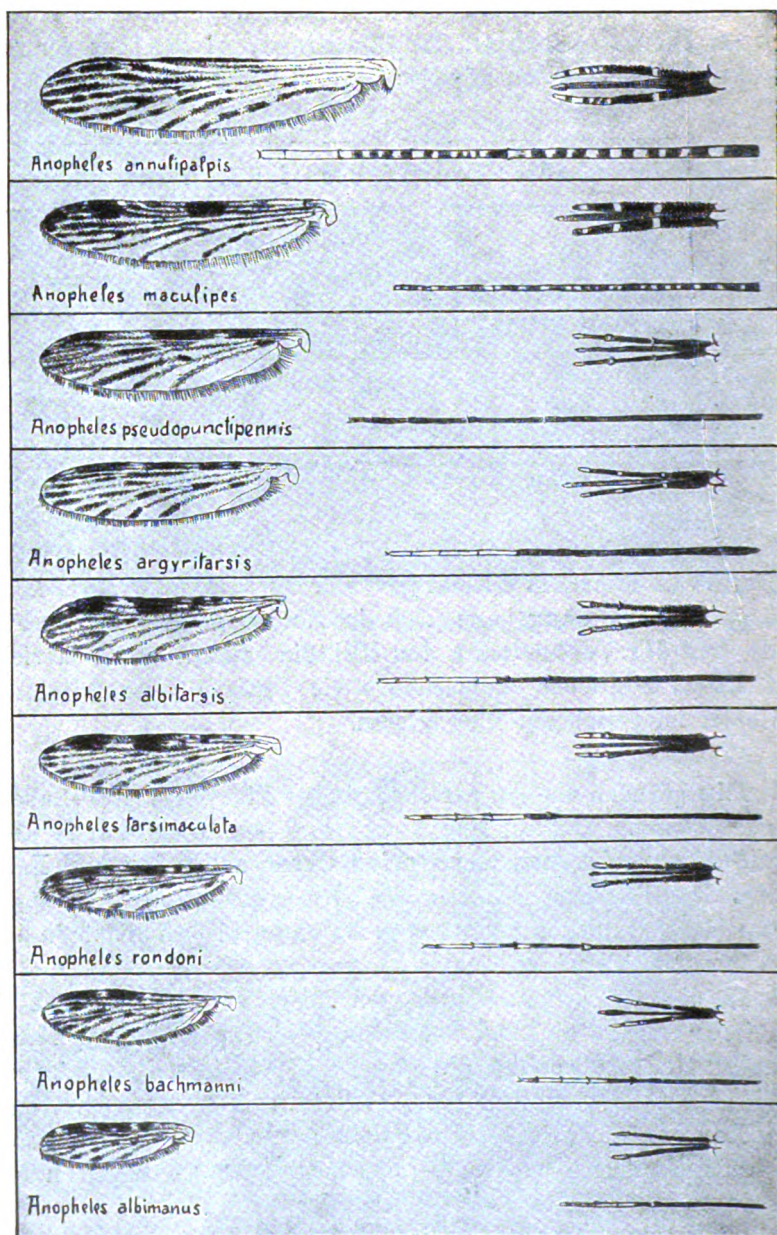 Anopheles annulipalpis
Anopheles maculipes
Anopheles pseudopunctipennis
Anopheles argyritarsis
Anopheles albitarsis
Anopheles tarsimaculata
Anopheles rondoni
Anopheles bachmanni
Anopheles albimanus